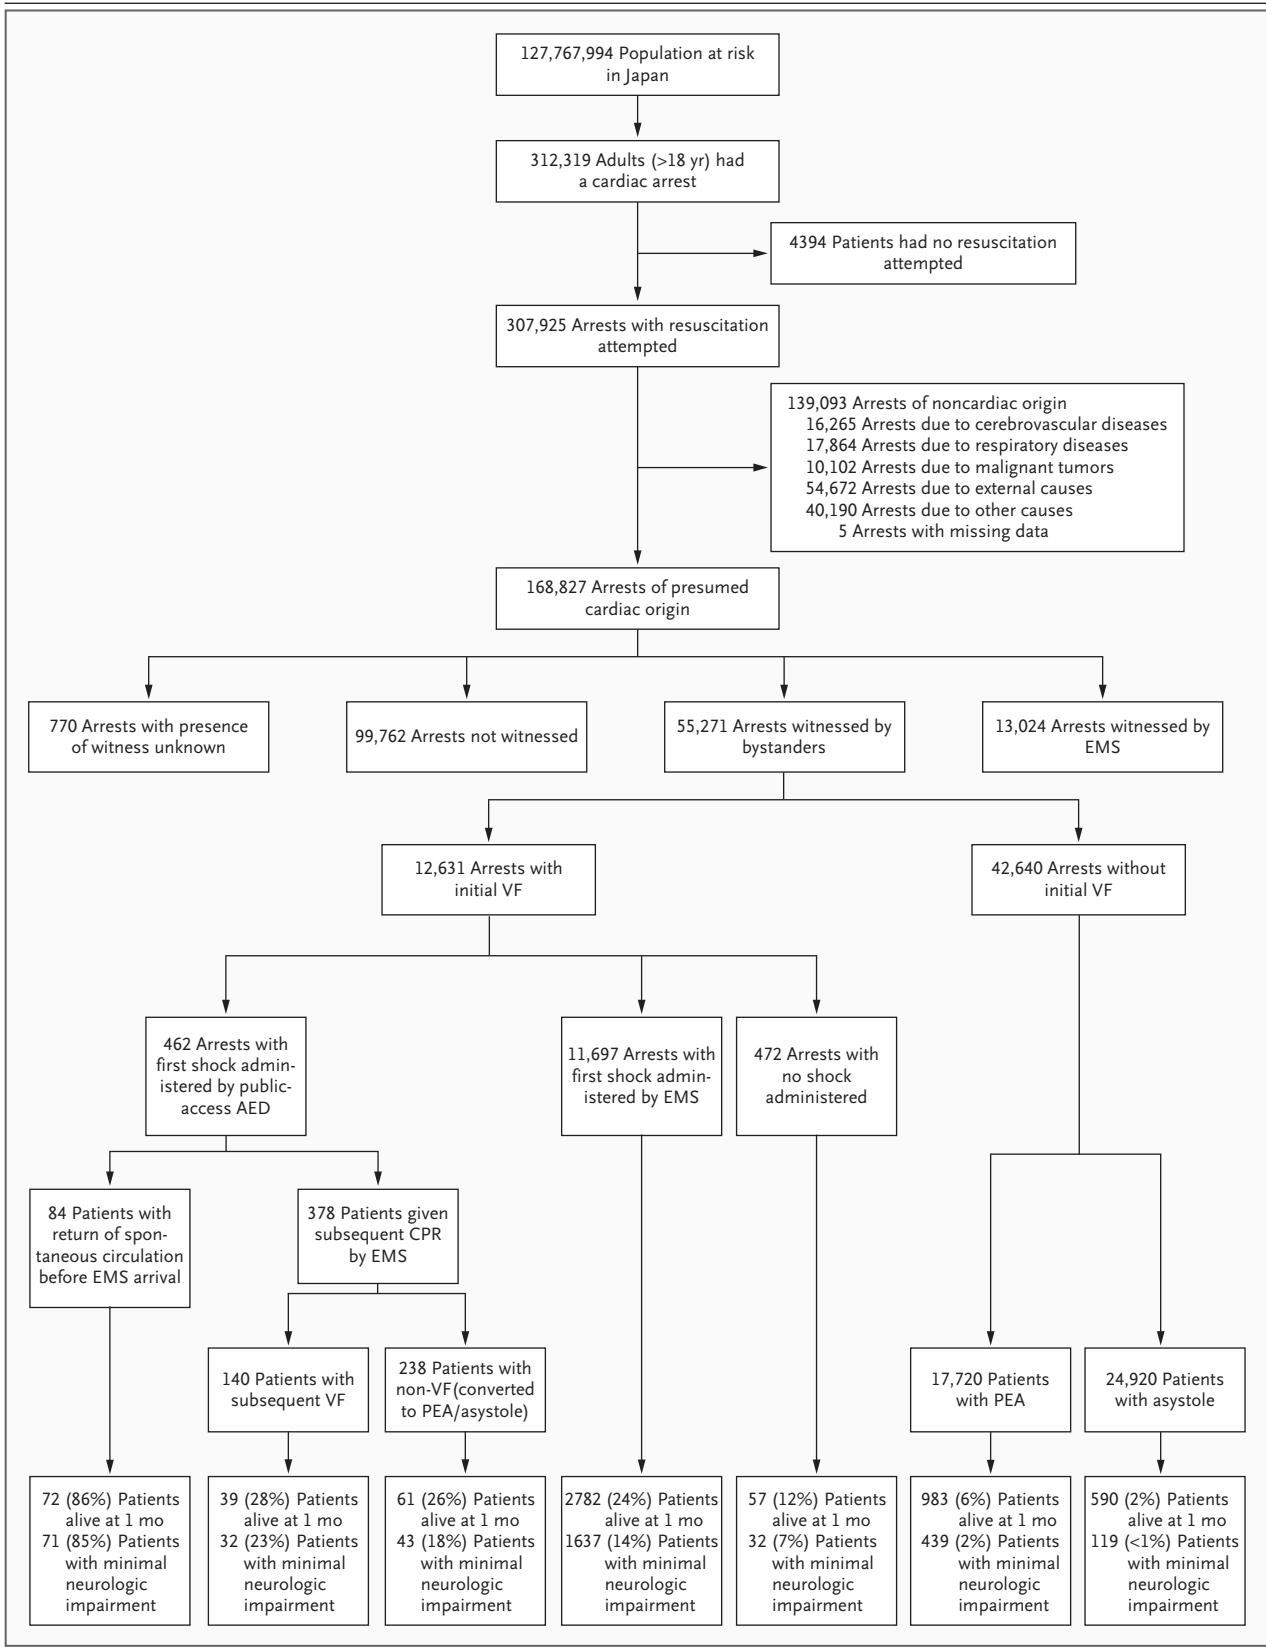 127,767,994 Population at risk
in Japan
312,319 Adults (>18 yr) had
a cardiac arrest
4394 Patients had no resuscitation
attempted
307,925 Arrests with resuscitation
attempted
139,093 Arrests of noncardiac origin
16,265 Arrests due to cerebrovascular diseases
17,864 Arrests due to respiratory diseases
10,102 Arrests due to malignant tumors
54,672 Arrests due to external causes
40,190 Arrests due to other causes
5 Arrests with missing data
168,827 Arrests of presumed
cardiac origin
770 Arrests with presence
of witness unknown
99,762 Arrests not witnessed
55,271 Arrests witnessed by
bystanders
13,024 Arrests witnessed by
EMS
12,631 Arrests with
initial VF
42,640 Arrests without
initial VF
462 Arrests with
first shock admin-
istered by public-
access AED
11,697 Arrests with
first shock admin-
istered by EMS
472 Arrests with
no shock
administered
84 Patients with
return of spon-
taneous circulation
before EMS arrival
378 Patients given
subsequent CPR
by EMS
140 Patients with
subsequent VF
238 Patients with
non-VF(converted
to PEA/asystole)
17,720 Patients
with PEA
24,920 Patients
with asystole
72 (86%) Patients
alive at 1 mo
71 (85%) Patients
with minimal
neurologic
impairment
39 (28%) Patients
alive at 1 mo
32 (23%) Patients
with minimal
neurologic
impairment
61 (26%) Patients
alive at 1 mo
43 (18%) Patients
with minimal
neurologic
impairment
2782 (24%) Patients
alive at 1 mo
1637 (14%) Patients
with minimal
neurologic
impairment
57 (12%) Patients
alive at 1 mo
32 (7%) Patients
with minimal
neurologic
impairment
983 (6%) Patients
alive at 1 mo
439 (2%) Patients
with minimal
neurologic
impairment
590 (2%) Patients
alive at 1 mo
119 (<1%) Patients
with minimal
neurologic
impairment